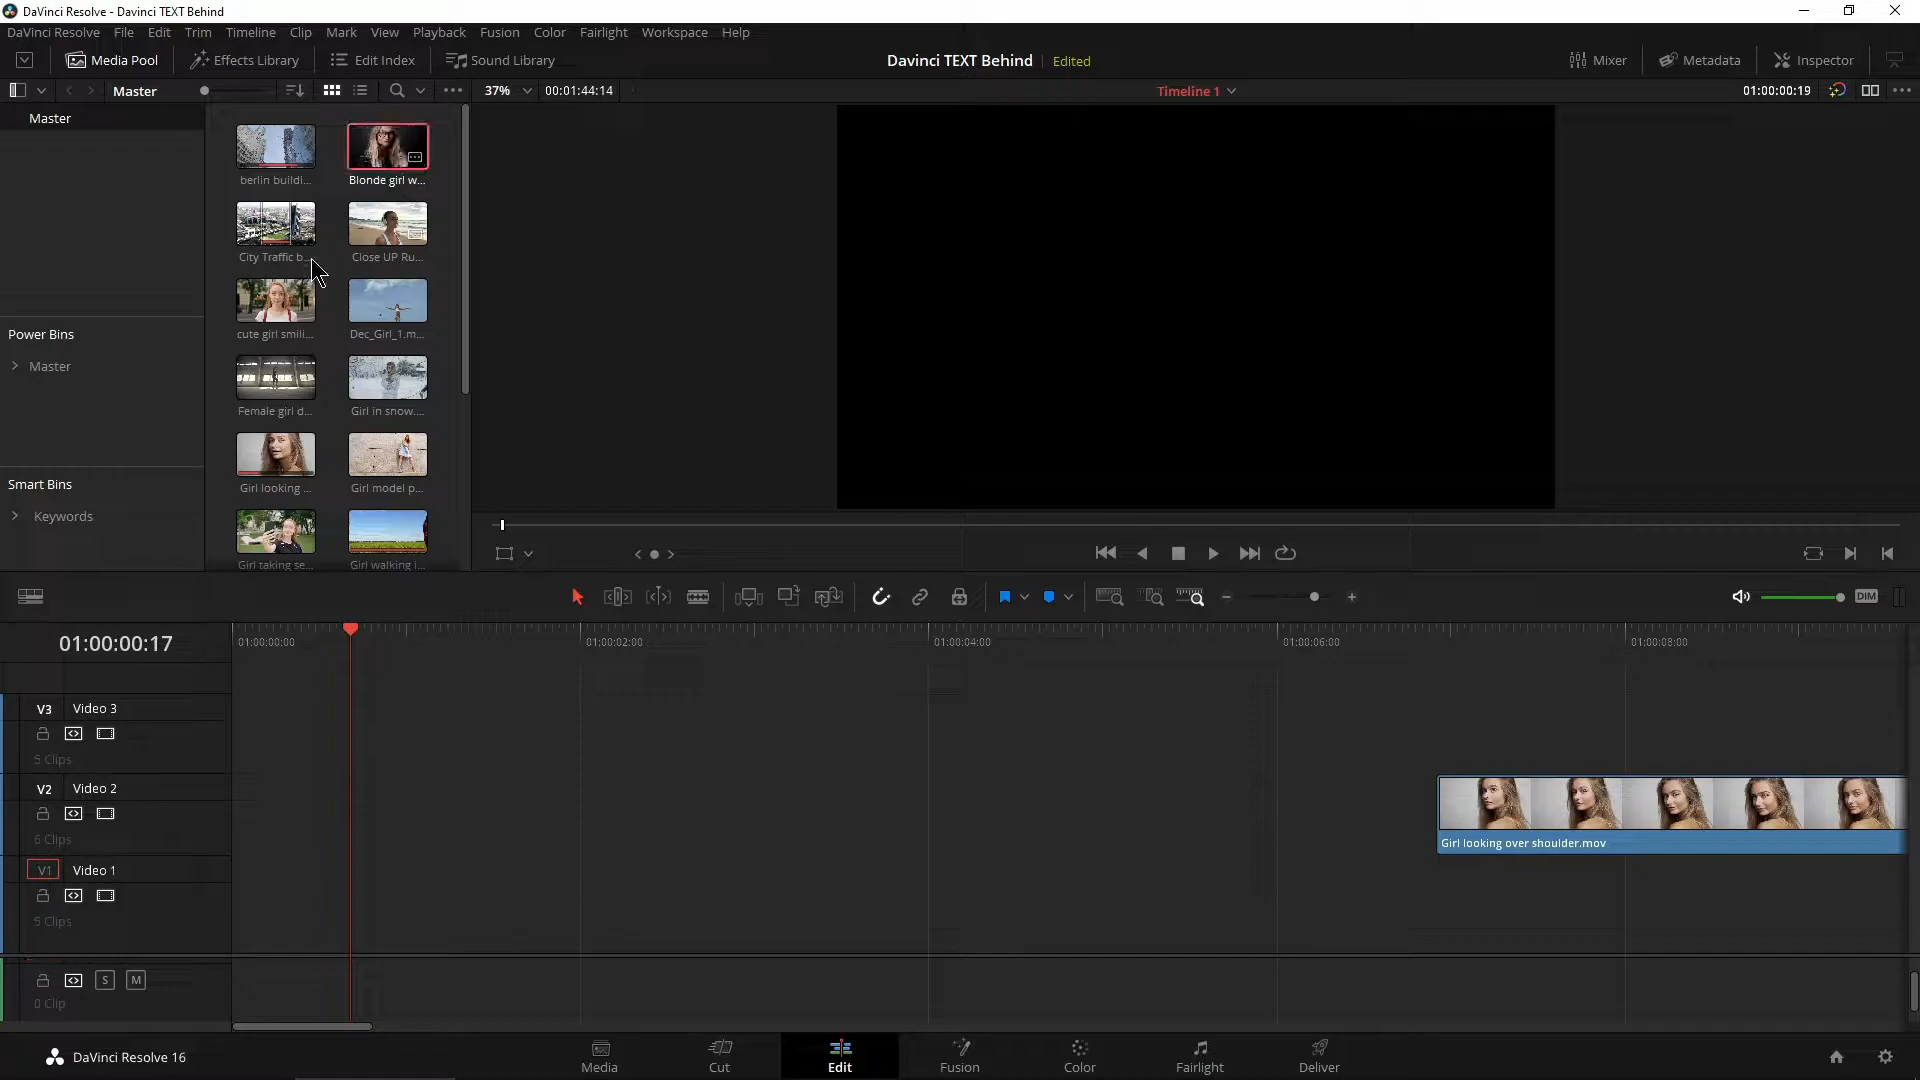 DaVinci Resolve - Davinci TEXT Behind
DaVinci Resolve File Edit Trim Timeline Clip Mark View Playback Fusion Color Fairlight Workspace Help
Media Pool Effects Library Edit Index Sound Library Davinci TEXT Behind Edited Mixer Metadata Inspector
Master 37% 00:01:44:14 Timeline 1 01:00:00:19
Master
berlin buildi... Blonde girl w...
City Traffic b... Close UP Ru...
Power Bins
cute girl smili... Dec_Girl_1.m...
Master
Female girl d... Girl in snow....
Smart Bins
Girl looking ... Girl model p...
Keywords
Girl taking se... Girl walking i...
DIM
01:00:00:17
01:00:00:00 01:00:02:00 01:00:04:00 01:00:06:00 01:00:08:00
V3 Video 3
5 Clips
V2 Video 2
6 Clips
Girl looking over shoulder.mov
V1 Video 1
5 Clips
S M
0 Clip
DaVinci Resolve 16
Media Cut Edit Fusion Color Fairlight Deliver